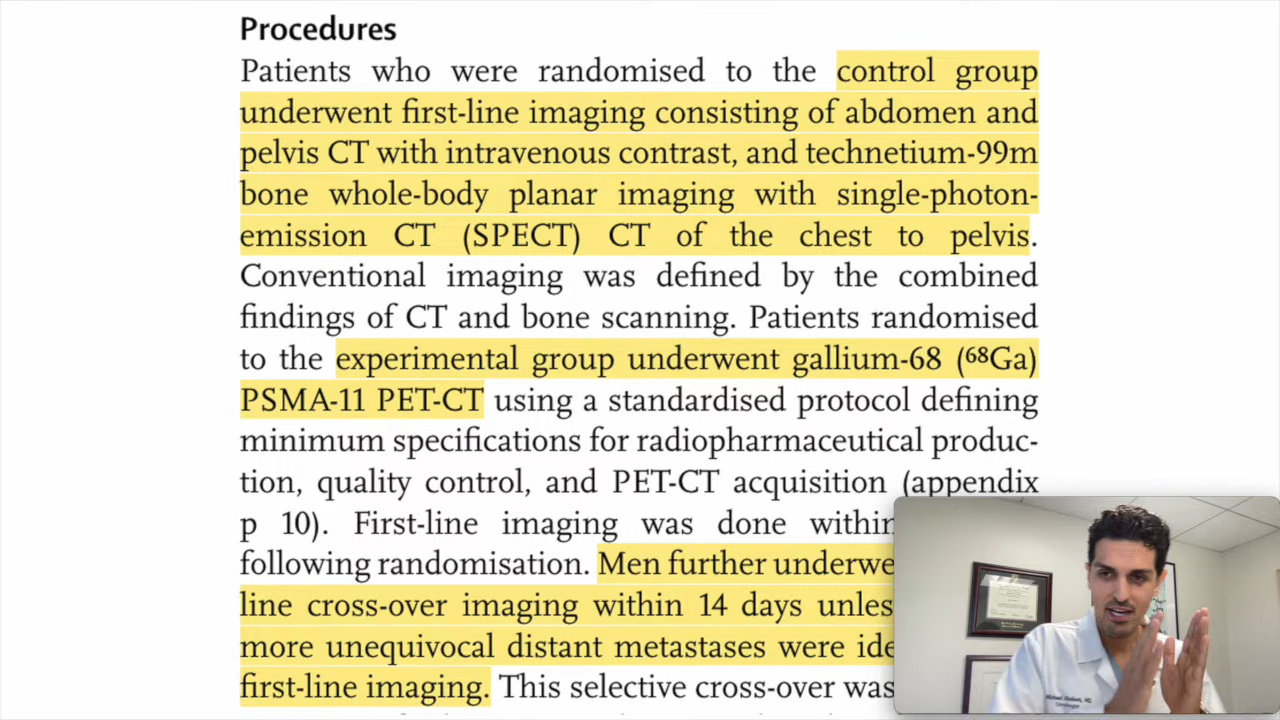 Procedures
Patients who were randomised to the control group
underwent first-line imaging consisting of abdomen and
pelvis CT with intravenous contrast, and technetium-99m
bone whole-body planar imaging with single-photon-
emission CT (SPECT) CT of the chest to pelvis.
Conventional imaging was defined by the combined
findings of CT and bone scanning. Patients randomised
to the experimental group underwent gallium-68 (⁶⁸Ga)
PSMA-11 PET-CT using a standardised protocol defining
minimum specifications for radiopharmaceutical produc-
tion, quality control, and PET-CT acquisition (appendix
p 10). First-line imaging was done within
following randomisation. Men further
line cross-over imaging within 14 days
more unequivocal distant metastases were
first-line imaging. This selective cross-over was